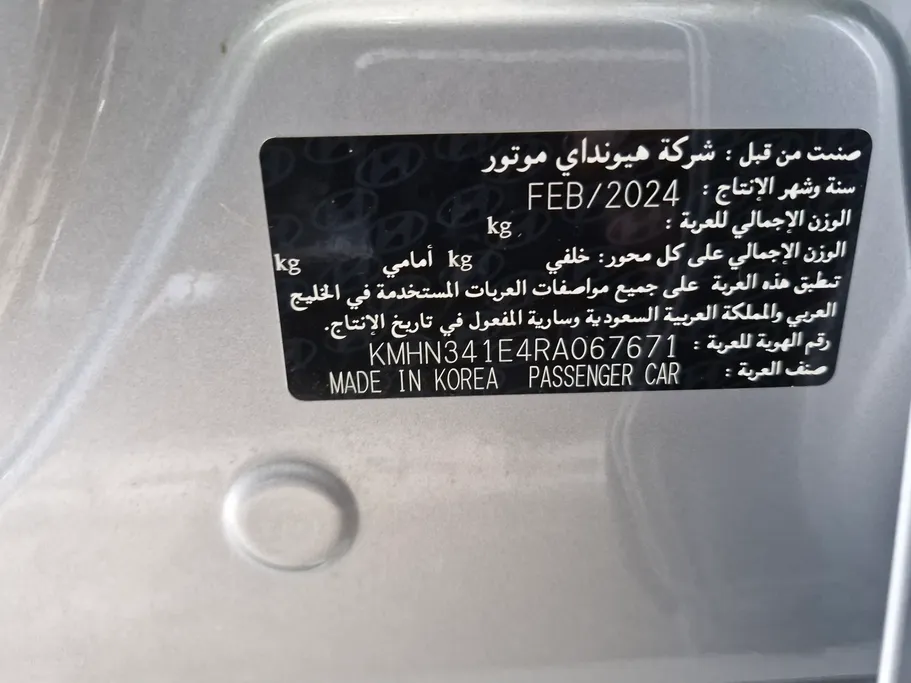 صنعت من قبل : شركة هيونداي موتور
سنة وشهر الإنتاج : FEB/2024
الوزن الإجمالي للعربة : kg
الوزن الإجمالي على كل محور: خلفي kg أمامي kg
تطبق هذه العربة على جميع مواصفات العربات المستخدمة في الخليج
العربي والمملكة العربية السعودية وسارية المفعول في تاريخ الإنتاج.
رقم الهوية للعربة : KMHN341E4RA067671
صنف العربة : MADE IN KOREA PASSENGER CAR